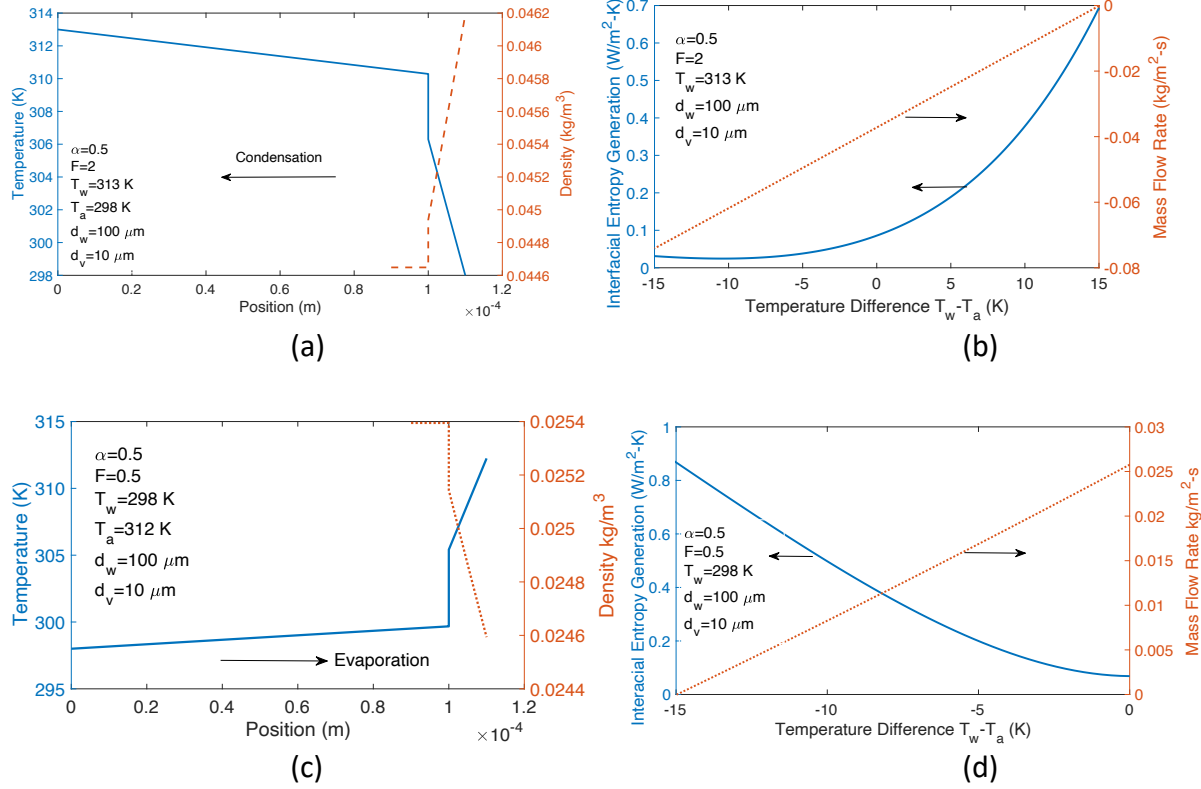 314
312
310
308
306
304
302
300
298
Temperature (K)
α=0.5
F=2
T_w=313 K
T_a=298 K
d_w=100 μm
d_v=10 μm
Condensation
0.0462
0.046
0.0458
0.0456
0.0454
0.0452
0.045
0.0448
0.0446
Density (kg/m³)
0 0.2 0.4 0.6 0.8 1 1.2
Position (m)
×10⁻⁴
(a)
0.7
0.6
0.5
0.4
0.3
0.2
0.1
0
Interfacial Entropy Generation (W/m²-K)
α=0.5
F=2
T_w=313 K
d_w=100 μm
d_v=10 μm
0
-0.02
-0.04
-0.06
-0.08
Mass Flow Rate (kg/m²-s)
-15 -10 -5 0 5 10 15
Temperature Difference T_w-T_a (K)
(b)
315
310
305
300
295
Temperature (K)
α=0.5
F=0.5
T_w=298 K
T_a=312 K
d_w=100 μm
d_v=10 μm
Evaporation
0.0254
0.0252
0.025
0.0248
0.0246
0.0244
Density kg/m³
0 0.2 0.4 0.6 0.8 1 1.2
Position (m)
×10⁻⁴
(c)
1
0.8
0.6
0.4
0.2
0
Interacial Entropy Generation (W/m²-K)
α=0.5
F=0.5
T_w=298 K
d_w=100 μm
d_v=10 μm
0.03
0.025
0.02
0.015
0.01
0.005
0
Mass Flow Rate kg/m²-s)
-15 -10 -5 0
Temperature Difference T_w-T_a (K)
(d)